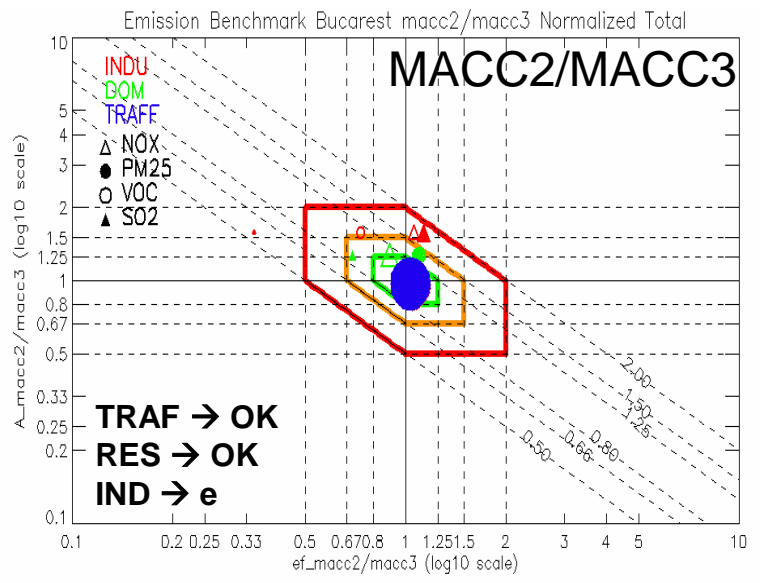 Emission Benchmark Bucarest macc2/macc3 Normalized Total
MACC2/MACC3
INDU
DOM
TRAFF
NOX
PM25
VOC
SO2
A_macc2/macc3 (log10 scale)
10
5
4
3
2
1.5
1.25
1
0.8
0.67
0.5
0.33
0.25
0.2
0.1
2.00
1.50
1.25
0.80
0.66
0.50
TRAF → OK
RES → OK
IND → e
0.1 0.2 0.25 0.33 0.5 0.67 0.8 1 1.25 1.5 2 3 4 5 10
ef_macc2/macc3 (log10 scale)